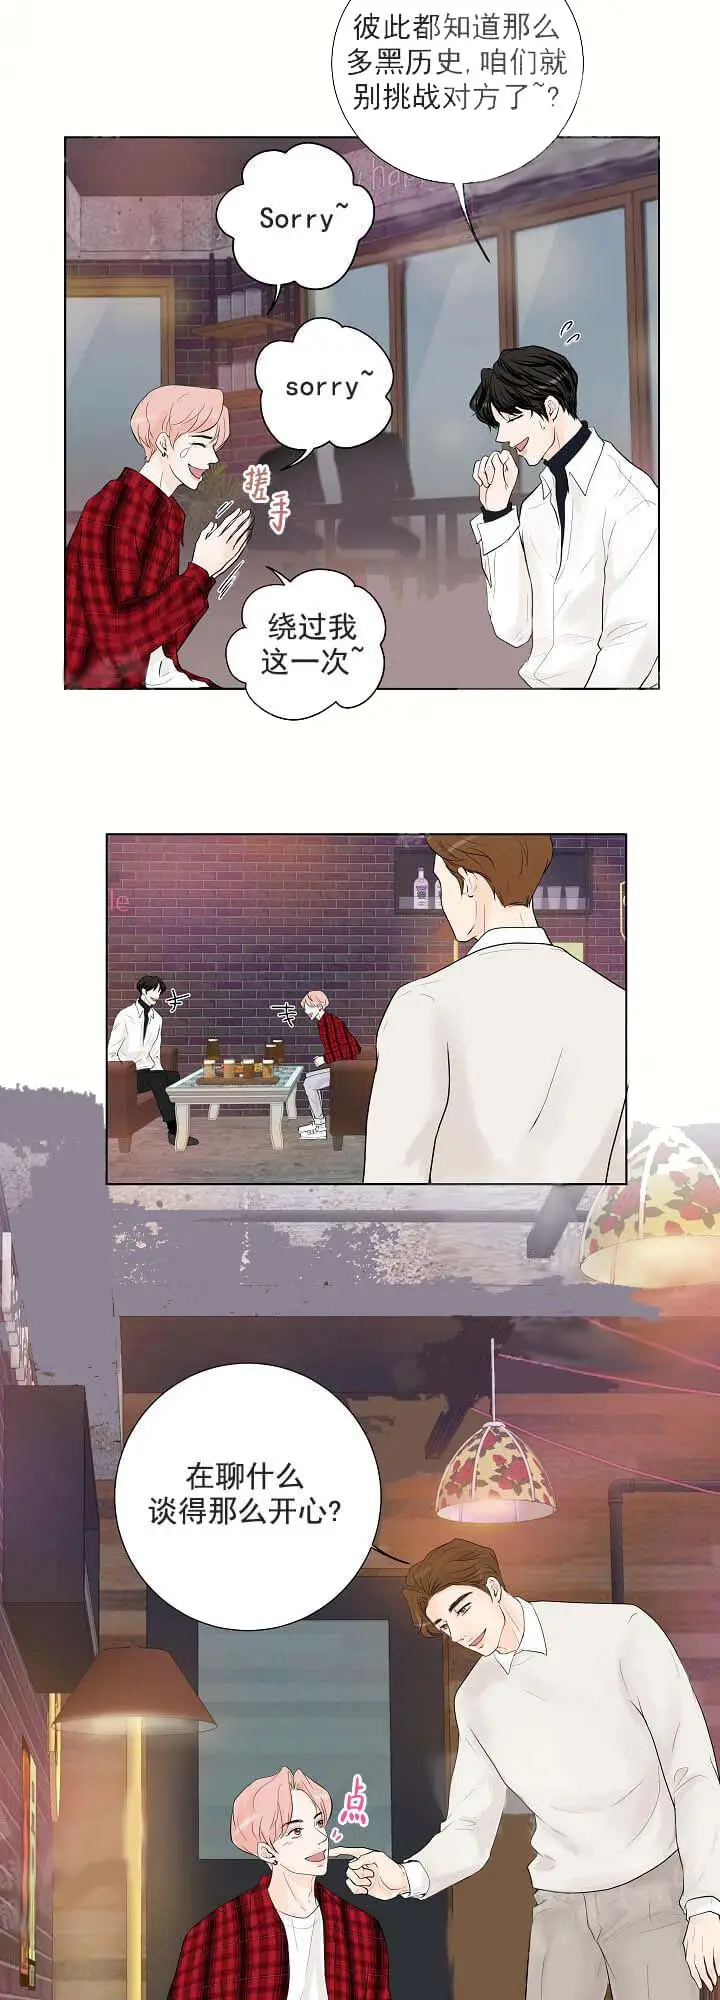 彼此都知道那么
多黑历史,咱们就
别挑战对方了~?
hap
Sorry~
sorry~
搓手
绕过我
这一次~
le
在聊什么
谈得那么开心?
点